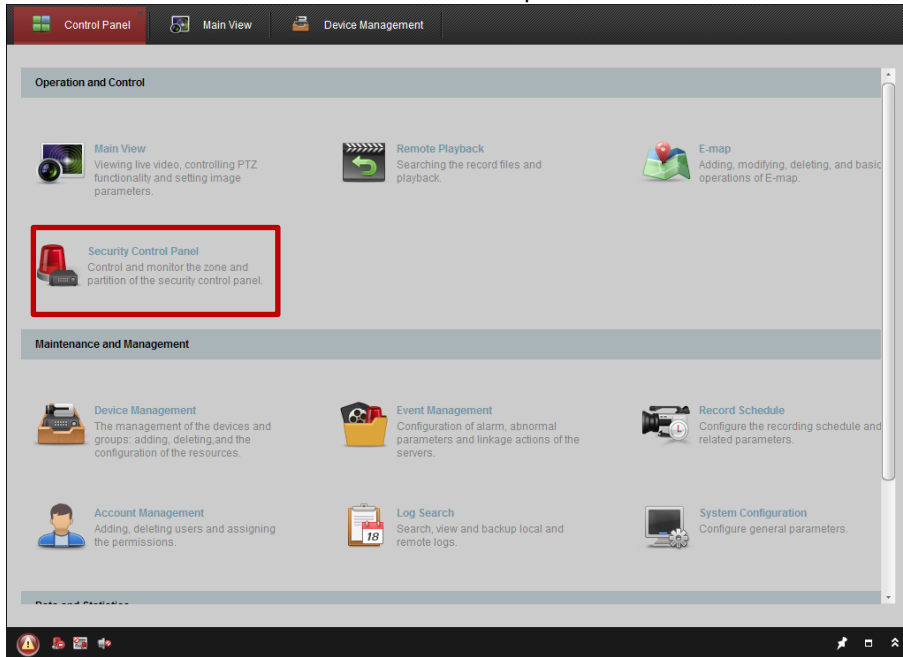 Control Panel
Main View
Device Management
Operation and Control
Main View
Viewing live video, controlling PTZ
functionality and setting image
parameters.
Remote Playback
Searching the record files and
playback.
E-map
Adding, modifying, deleting, and basic
operations of E-map.
Security Control Panel
Control and monitor the zone and
partition of the security control panel.
Maintenance and Management
Device Management
The management of the devices and
groups: adding, deleting,and the
configuration of the resources.
Event Management
Configuration of alarm, abnormal
parameters and linkage actions of the
servers.
Record Schedule
Configure the recording schedule and
related parameters.
Account Management
Adding, deleting users and assigning
the permissions.
18
Log Search
Search, view and backup local and
remote logs.
System Configuration
Configure general parameters.